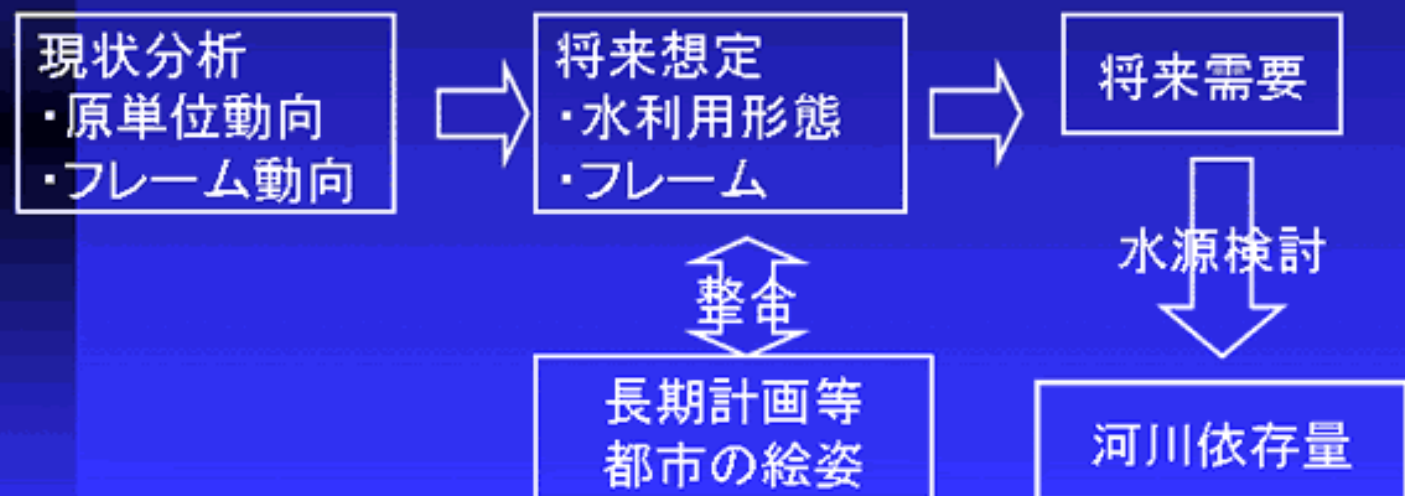 現状分析
・原単位動向
・フレーム動向
将来想定
・水利用形態
・フレーム
将来需要
水源検討
整合
長期計画等
都市の絵姿
河川依存量